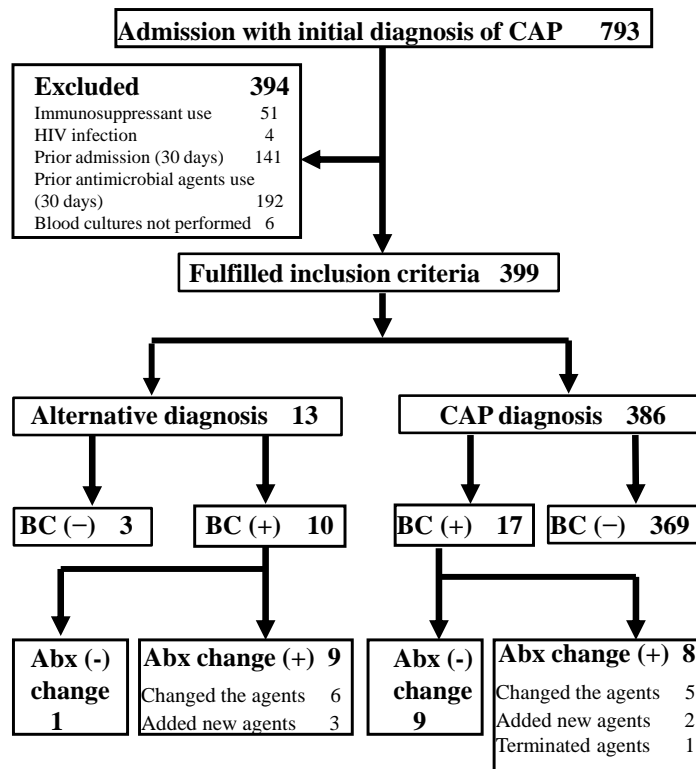 Admission with initial diagnosis of CAP 793
Excluded 394
Immunosuppressant use 51
HIV infection 4
Prior admission (30 days) 141
Prior antimicrobial agents use
(30 days) 192
Blood cultures not performed 6
Fulfilled inclusion criteria 399
Alternative diagnosis 13
CAP diagnosis 386
BC (−) 3
BC (+) 10
BC (+) 17
BC (−) 369
Abx (-)
change
1
Abx change (+) 9
Changed the agents 6
Added new agents 3
Abx (-)
change
9
Abx change (+) 8
Changed the agents 5
Added new agents 2
Terminated agents 1